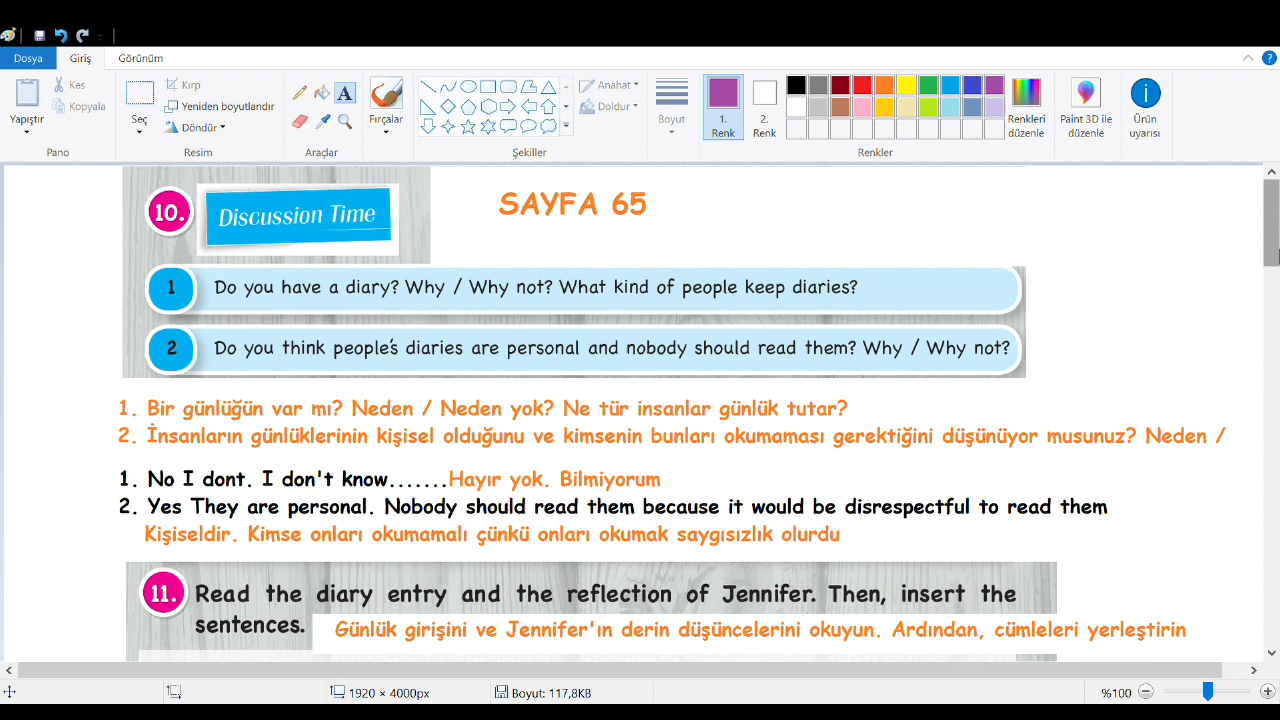 Dosya Giriş Görünüm
Yapıştır
Kes
Kopyala
Seç
Kırp
Yeniden boyutlandır
Döndür
A
Fırçalar
Anahat
Doldur
Boyut
1. Renk
2. Renk
Renkleri düzenle
Paint 3D ile düzenle
Ürün uyarısı
Pano Resim Araçlar Şekiller Renkler
10. Discussion Time SAYFA 65
1 Do you have a diary? Why / Why not? What kind of people keep diaries?
2 Do you think people's diaries are personal and nobody should read them? Why / Why not?
1. Bir günlüğün var mı? Neden / Neden yok? Ne tür insanlar günlük tutar?
2. İnsanların günlüklerinin kişisel olduğunu ve kimsenin bunları okumaması gerektiğini düşünüyor musunuz? Neden /
1. No I dont. I don't know.......Hayır yok. Bilmiyorum
2. Yes They are personal. Nobody should read them because it would be disrespectful to read them
Kişiseldir. Kimse onları okumamalı çünkü onları okumak saygısızlık olurdu
11. Read the diary entry and the reflection of Jennifer. Then, insert the
sentences. Günlük girişini ve Jennifer'ın derin düşüncelerini okuyun. Ardından, cümleleri yerleştirin
1920 × 4000px Boyut: 117,8KB %100